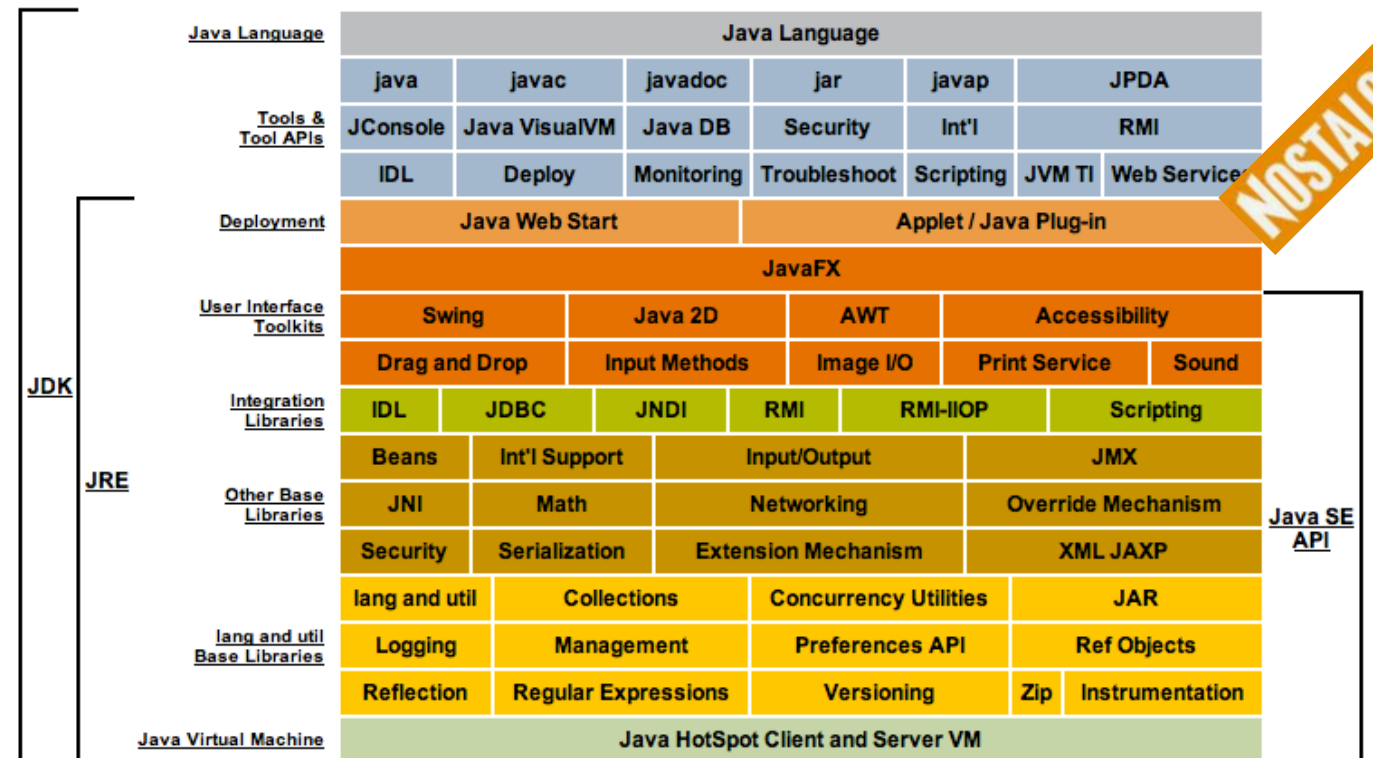 Java Language Java Language
java javac javadoc jar javap JPDA
Tools &
Tool APIs
JConsole Java VisualVM Java DB Security Int'l RMI
IDL Deploy Monitoring Troubleshoot Scripting JVM TI Web Services
Deployment Java Web Start Applet / Java Plug-in
JavaFX
User Interface
Toolkits
Swing Java 2D AWT Accessibility
Drag and Drop Input Methods Image I/O Print Service Sound
JDK
Integration
Libraries
IDL JDBC JNDI RMI RMI-IIOP Scripting
Beans Int'l Support Input/Output JMX
JRE
Other Base
Libraries
JNI Math Networking Override Mechanism
Java SE
API
Security Serialization Extension Mechanism XML JAXP
lang and util Collections Concurrency Utilities JAR
lang and util
Base Libraries
Logging Management Preferences API Ref Objects
Reflection Regular Expressions Versioning Zip Instrumentation
Java Virtual Machine Java HotSpot Client and Server VM